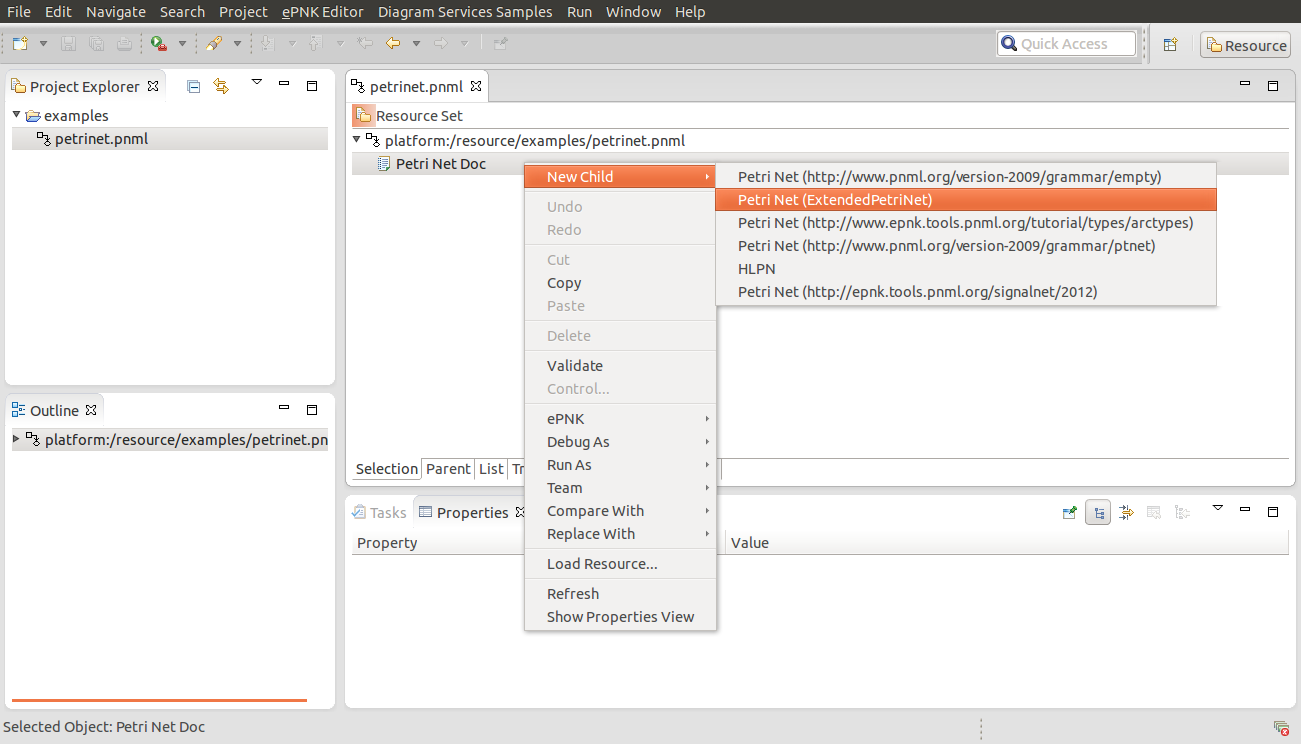 File Edit Navigate Search Project ePNK Editor Diagram Services Samples Run Window Help
Quick Access
Resource
Project Explorer
examples
petrinet.pnml
Outline
platform:/resource/examples/petrinet.pn
petrinet.pnml
Resource Set
platform:/resource/examples/petrinet.pnml
Petri Net Doc
New Child
Undo
Redo
Cut
Copy
Paste
Delete
Validate
Control...
ePNK
Debug As
Run As
Team
Compare With
Replace With
Load Resource...
Refresh
Show Properties View
Petri Net (http://www.pnml.org/version-2009/grammar/empty)
Petri Net (ExtendedPetriNet)
Petri Net (http://www.epnk.tools.pnml.org/tutorial/types/arctypes)
Petri Net (http://www.pnml.org/version-2009/grammar/ptnet)
HLPN
Petri Net (http://epnk.tools.pnml.org/signalnet/2012)
Selection Parent List Tr
Tasks Properties
Property Value
Selected Object: Petri Net Doc